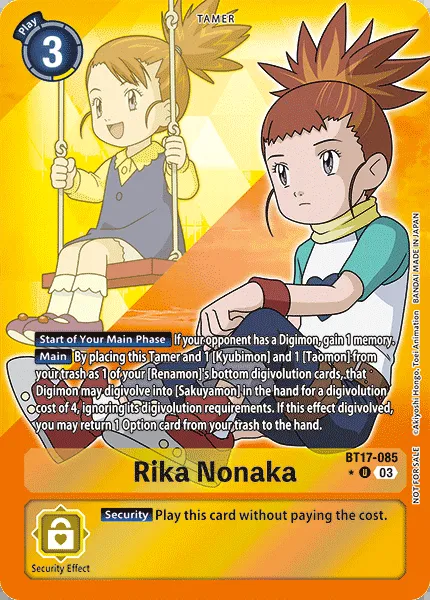 TAMER
Play
3
Start of Your Main Phase If your opponent has a Digimon, gain 1 memory.
Main By placing this Tamer and 1 [Kyubimon] and 1 [Taomon] from
your trash as 1 of your [Renamon]'s bottom digivolution cards, that
Digimon may digivolve into [Sakuyamon] in the hand for a digivolution
cost of 4, ignoring its digivolution requirements. If this effect digivolved,
you may return 1 Option card from your trash to the hand.
BT17-085
Rika Nonaka
★ U 03
Security Play this card without paying the cost.
Security Effect
NOT FOR SALE ©Akiyoshi Hongo, Toei Animation BANDAI MADE IN JAPAN